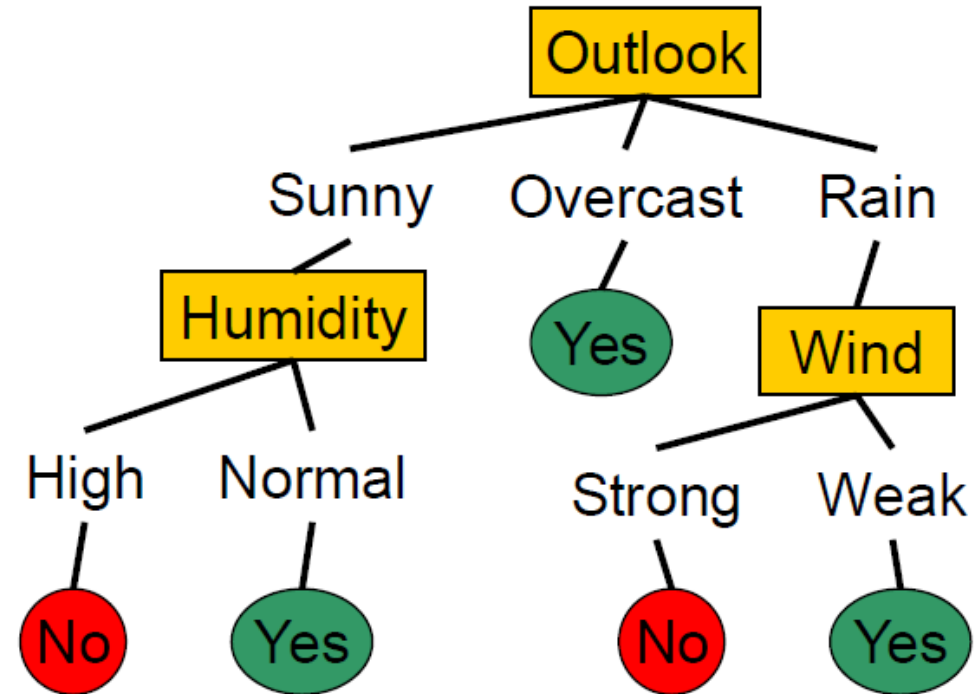 Outlook
Sunny Overcast Rain
Humidity Yes Wind
High Normal Strong Weak
No Yes No Yes